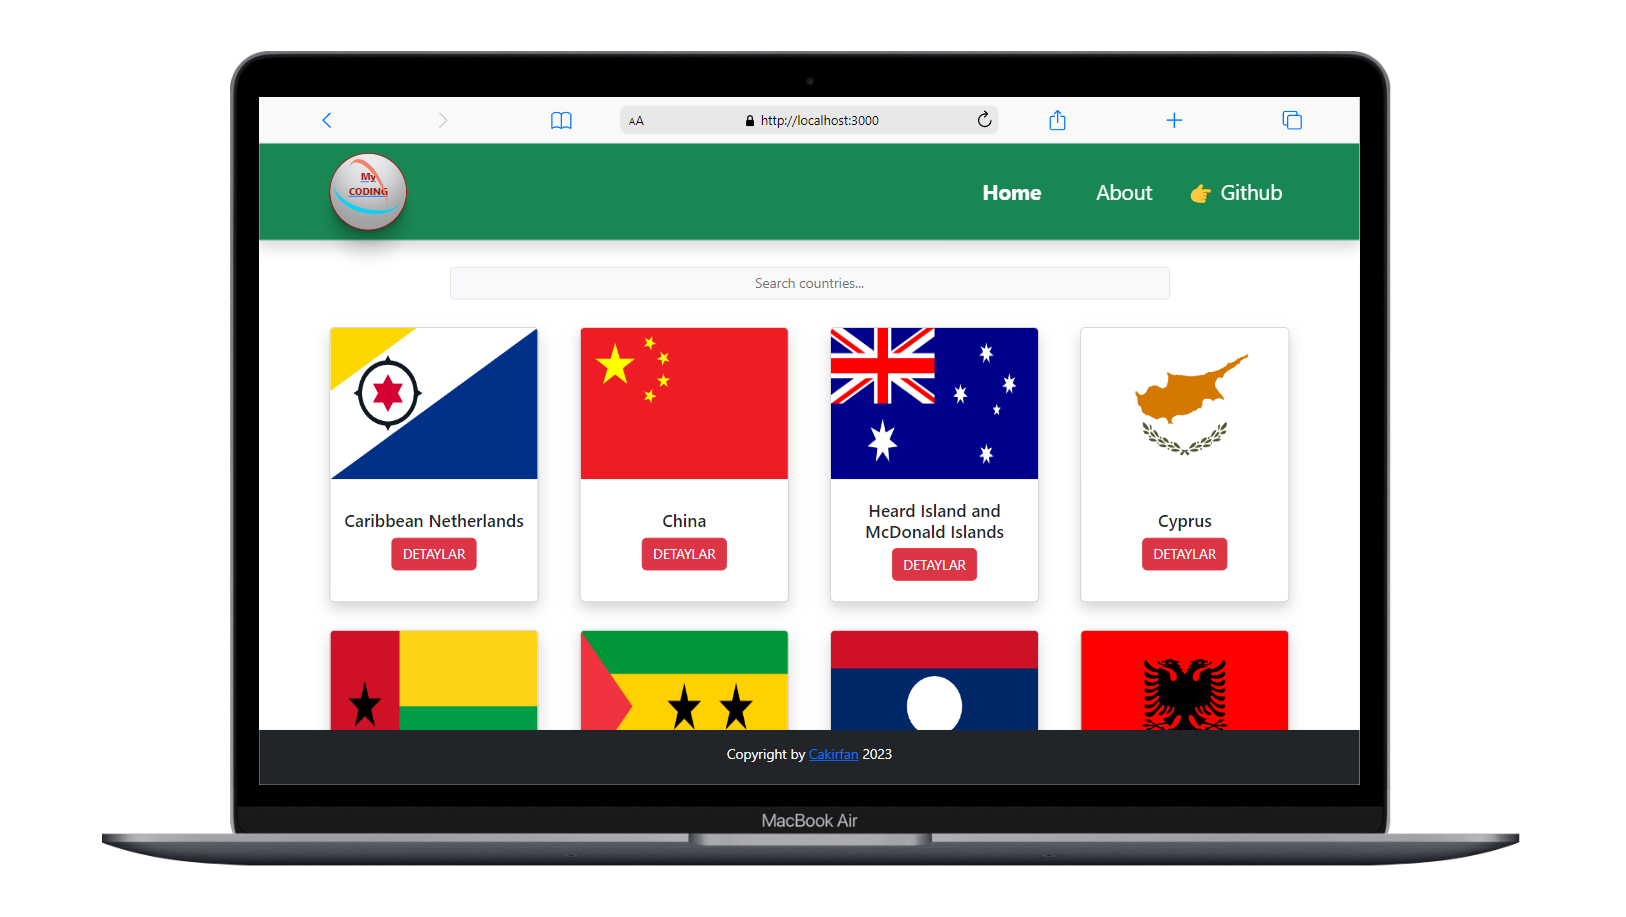 AA
http://localhost:3000
My
CODING
Home
About
👉 Github
Search countries...
Caribbean Netherlands
DETAYLAR
China
DETAYLAR
Heard Island and
McDonald Islands
DETAYLAR
Cyprus
DETAYLAR
Copyright by Cakirfan 2023
MacBook Air